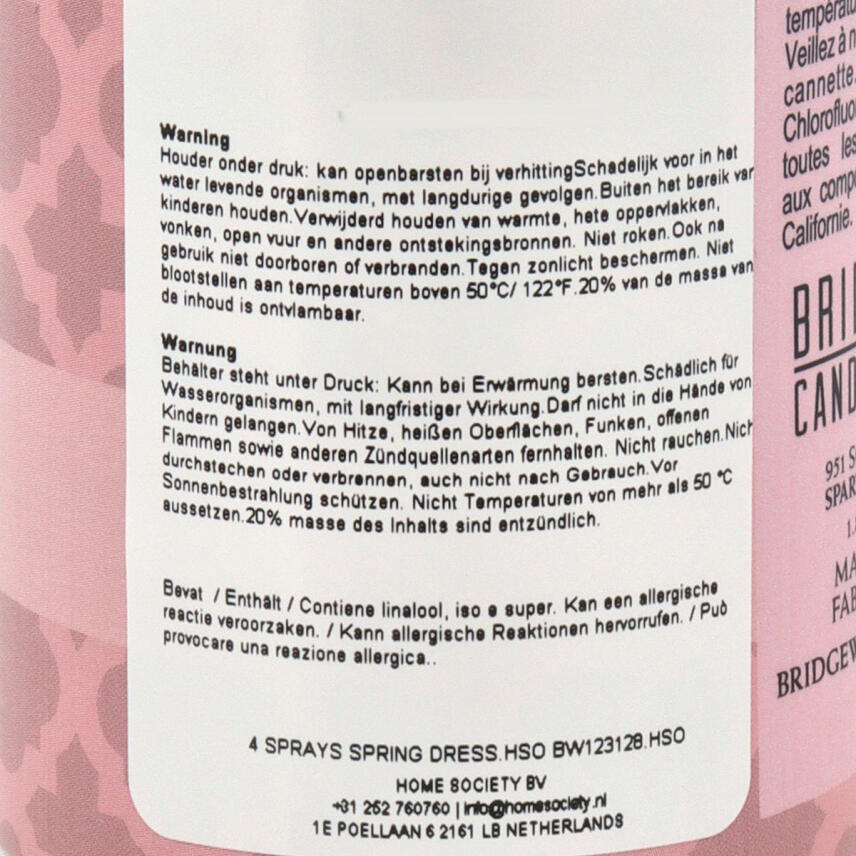 Warning
Houder onder druk: kan openbarsten bij verhittingSchadelijk voor in het
water levende organismen, met langdurige gevolgen.Buiten het bereik van
kinderen houden.Verwijderd houden van warmte, hete oppervlakken,
vonken, open vuur en andere ontstekingsbronnen. Niet roken.Ook na
gebruik niet doorboren of verbranden.Tegen zonlicht beschermen. Niet
blootstellen aan temperaturen boven 50°C/ 122°F.20% van de massa van
de inhoud is ontvlambaar.
Warnung
Behälter steht unter Druck: Kann bei Erwärmung bersten.Schädlich für
Wasserorganismen, mit langfristiger Wirkung.Darf nicht in die Hände von
Kindern gelangen.Von Hitze, heißen Oberflächen, Funken, offenen
Flammen sowie anderen Zündquellenarten fernhalten. Nicht rauchen.Nich
durchstechen oder verbrennen, auch nicht nach Gebrauch.Vor
Sonnenbestrahlung schützen. Nicht Temperaturen von mehr als 50 °C
aussetzen.20% masse des Inhalts sind entzündlich.
Bevat / Enthält / Contiene linalool, iso e super. Kan een allergische
reactie veroorzaken. / Kann allergische Reaktionen hervorrufen. / Può
provocare una reazione allergica..
4 SPRAYS SPRING DRESS.HSO BW123128.HSO
HOME SOCIETY BV
+31 252 760760 | info@homesociety.nl
1E POELLAAN 6 2161 LB NETHERLANDS
températu
Veillez à n
cannette.
Chlorofluo
toutes les
aux comp
Californie.
BRI
CAND
951 S
SPAR
1.
MA
FAB
BRIDGEW